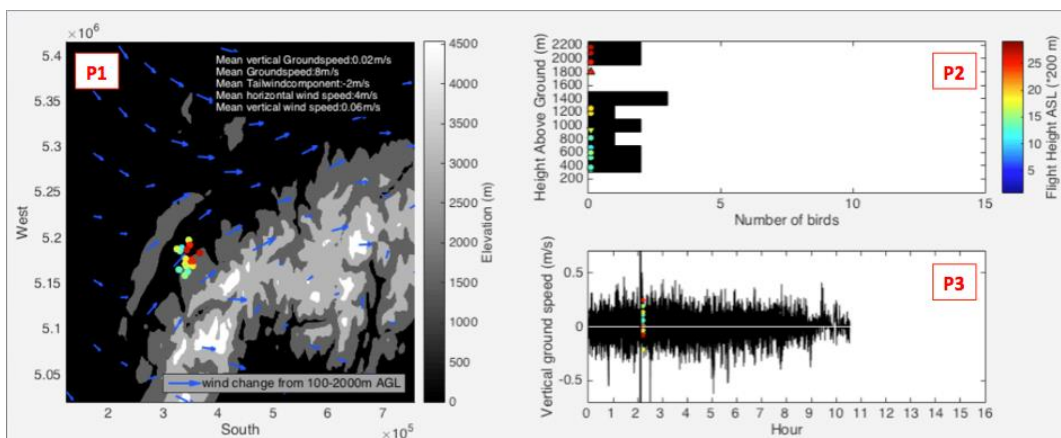 ×10⁶
5.4
5.35
5.3
5.25
5.2
5.15
5.1
5.05
West
P1
Mean vertical Groundspeed:0.02m/s
Mean Groundspeed:8m/s
Mean Tailwindcomponent:-2m/s
Mean horizontal wind speed:4m/s
Mean vertical wind speed:0.06m/s
wind change from 100-2000m AGL
2 3 4 5 6 7
×10⁵
South
4500
4000
3500
3000
2500
2000
1500
1000
500
0
Elevation (m)
Height Above Ground (m)
2200
2000
1800
1600
1400
1200
1000
800
600
400
200
P2
0 5 10 15
Number of birds
25
20
15
10
5
Flight Height ASL (*200 m)
Vertical ground speed (m/s)
0.5
0
-0.5
P3
0 1 2 3 4 5 6 7 8 9 10 11 12 13 14 15 16
Hour